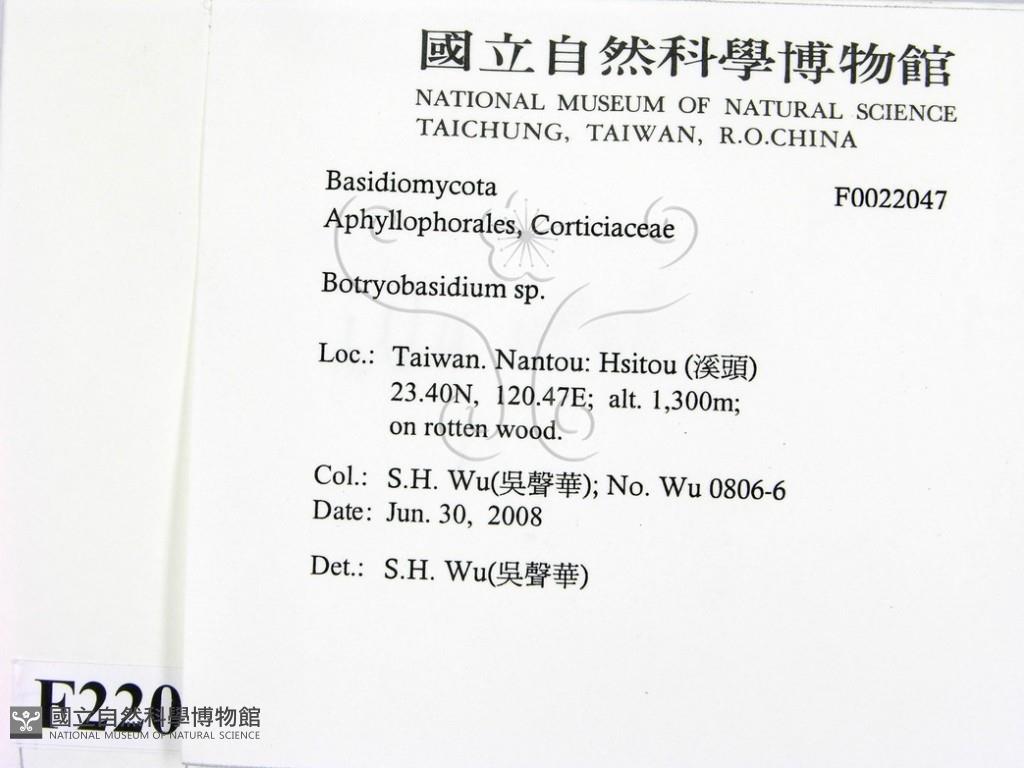 國立自然科學博物館
NATIONAL MUSEUM OF NATURAL SCIENCE
TAICHUNG, TAIWAN, R.O.CHINA
Basidiomycota F0022047
Aphyllophorales, Corticiaceae
Botryobasidium sp.
Loc.: Taiwan. Nantou: Hsitou (溪頭)
23.40N, 120.47E; alt. 1,300m;
on rotten wood.
Col.: S.H. Wu(吳聲華); No. Wu 0806-6
Date: Jun. 30, 2008
Det.: S.H. Wu(吳聲華)
F220
國立自然科學博物館
NATIONAL MUSEUM OF NATURAL SCIENCE